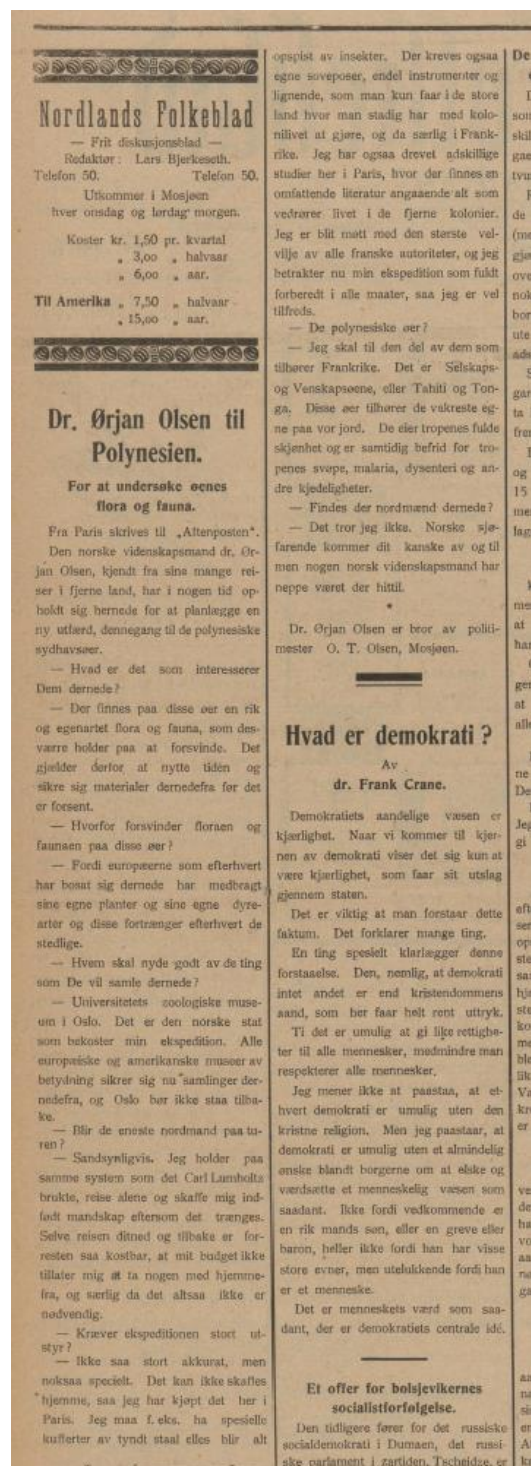 Nordlands Folkeblad
— Frit diskusjonsblad —
Redaktør: Lars Bjerkeseth.
Telefon 50. Telefon 50.
Utkommer i Mosjøen
hver onsdag og lørdag morgen.
Koster kr. 1,50 pr. kvartal
„ 3,00 „ halvaar
„ 6,00 „ aar.
Til Amerika „ 7,50 „ halvaar
„ 15,00 „ aar.
Dr. Ørjan Olsen til
Polynesien.
For at undersøke øenes
flora og fauna.
Fra Paris skrives til „Aftenposten“.
Den norske videnskapsmand dr. Ør-
jan Olsen, kjendt fra sine mange rei-
ser i fjerne land, har i nogen tid op-
holdt sig hernede for at planlægge en
ny utfærd, dennegang til de polynesiske
sydhavsøer.
— Hvad er det som interesserer
Dem dernede?
— Der finnes paa disse øer en rik
og egenartet flora og fauna, som des-
værre holder paa at forsvinde. Det
gjælder derfor at nytte tiden og
sikre sig materialer dernedefra før det
er forsent.
— Hvorfor forsvinder floraen og
faunaen paa disse øer?
— Fordi europæerne som efterhvert
har bosat sig dernede har medbragt
sine egne planter og sine egne dyre-
arter og disse fortrænger efterhvert de
stedlige.
— Hvem skal nyde godt av de ting
som De vil samle dernede?
— Universitetets zoologiske muse-
um i Oslo. Det er den norske stat
som bekoster min ekspedition. Alle
europæiske og amerikanske museer av
betydning sikrer sig nu samlinger der-
nedefra, og Oslo bør ikke staa tilba-
ke.
— Blir de eneste nordmand paa tu-
ren?
— Sandsynligvis. Jeg holder paa
samme system som det Carl Lumholtz
brukte, reise alene og skaffe mig ind-
født mandskap eftersom det trænges.
Selve reisen ditned og tilbake er for-
resten saa kostbar, at mit budget ikke
tillater mig at ta nogen med hjemme-
fra, og særlig da det altsaa ikke er
nødvendig.
— Kræver ekspeditionen stort ut-
styr?
— Ikke saa stort akkurat, men
noksaa specielt. Det kan ikke skaffes
hjemme, saa jeg har kjøpt det her i
Paris. Jeg maa f. eks. ha spesielle
kufferter av tyndt staal elles blir alt
opspist av insekter. Der kreves ogsaa
egne soveposer, endel instrumenter og
lignende, som man kun faar i de store
land hvor man stadig har med kolo-
nilivet at gjøre, og da særlig i Frank-
rike. Jeg har ogsaa drevet adskillige
studier her i Paris, hvor der finnes en
omfattende literatur angaaende alt som
vedrører livet i de fjerne kolonier.
Jeg er blit møtt med den største vel-
vilje av alle franske autoriteter, og jeg
betrakter nu min ekspedition som fuldt
forberedt i alle maater, saa jeg er vel
tilfreds.
— De polynesiske øer?
— Jeg skal til den del av dem som
tilhører Frankrike. Det er Selskaps-
og Venskapsøene, eller Tahiti og Ton-
ga. Disse øer tilhører de vakreste eg-
ne paa vor jord. De eier tropenes fulde
skjønhet og er samtidig befrid for tro-
penes svøpe, malaria, dysenteri og an-
dre kjedeligheter.
— Findes der nordmænd dernede?
— Det tror jeg ikke. Norske sjø-
farende kommer dit kanske av og til
men nogen norsk videnskapsmand har
neppe været der hittil.
*
Dr. Ørjan Olsen er bror av politi-
mester O. T. Olsen, Mosjøen.
Hvad er demokrati?
Av
dr. Frank Crane.
Demokratiets aandelige væsen er
kjærlighet. Naar vi kommer til kjer-
nen av demokrati viser det sig kun at
være kjærlighet, som faar sit utslag
gjennem staten.
Det er viktig at man forstaar dette
faktum. Det forklarer mange ting.
En ting spesielt klarlægger denne
forstaaelse. Den, nemlig, at demokrati
intet andet er end kristendommens
aand, som her faar helt rent uttryk.
Ti det er umulig at gi like rettighe-
ter til alle mennesker, medmindre man
respekterer alle mennesker.
Jeg mener ikke at paastaa, at et-
hvert demokrati er umulig uten den
kristne religion. Men jeg paastaar, at
demokrati er umulig uten et almindelig
ønske blandt borgerne om at elske og
værdsætte et menneskelig væsen som
saadant. Ikke fordi vedkommende er
en rik mands søn, eller en greve eller
baron, heller ikke fordi han har visse
store evner, men utelukkende fordi han
er et menneske.
Det er menneskets værd som saa-
dant, der er demokratiets centrale idé.
Et offer for bolsjevikernes
socialistforfølgelse.
Den tidligere fører for det russiske
socialdemokrati i Dumaen, det russi-
ske parlament i zartiden, Tscheidze, er